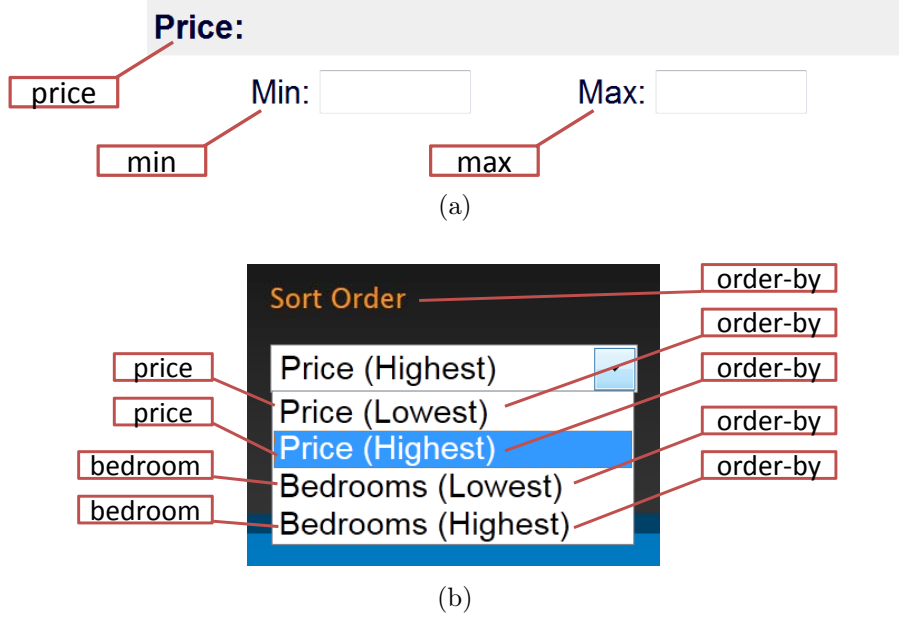 Price:
price
Min:
Max:
min
max
(a)
order-by
Sort Order
order-by
Price (Highest)
price
order-by
Price (Lowest)
price
Price (Highest)
order-by
bedroom
Bedrooms (Lowest)
order-by
bedroom
Bedrooms (Highest)
(b)